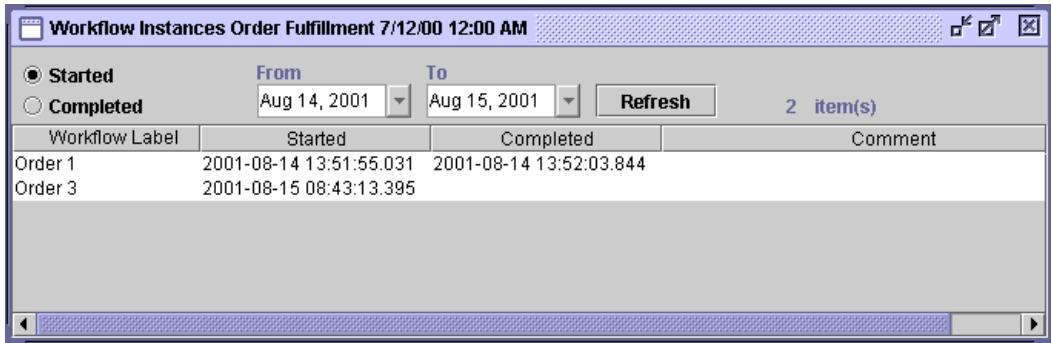 Workflow Instances Order Fulfillment 7/12/00 12:00 AM
Started From To
Completed Aug 14, 2001 Aug 15, 2001 Refresh 2 item(s)
Workflow Label Started Completed Comment
Order 1 2001-08-14 13:51:55.031 2001-08-14 13:52:03.844
Order 3 2001-08-15 08:43:13.395